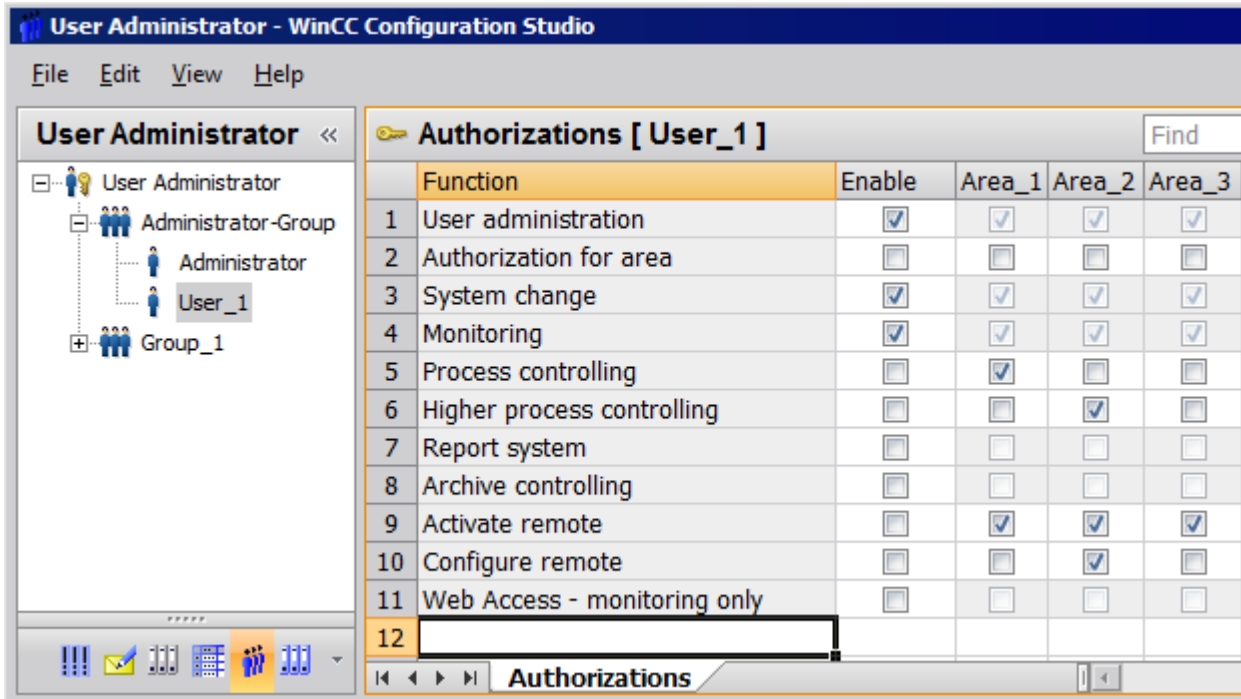 User Administrator - WinCC Configuration Studio
File Edit View Help
User Administrator «
User Administrator
Administrator-Group
Administrator
User_1
Group_1
Authorizations [ User_1 ]
Find
Function Enable Area_1 Area_2 Area_3
1 User administration
2 Authorization for area
3 System change
4 Monitoring
5 Process controlling
6 Higher process controlling
7 Report system
8 Archive controlling
9 Activate remote
10 Configure remote
11 Web Access - monitoring only
12
Authorizations